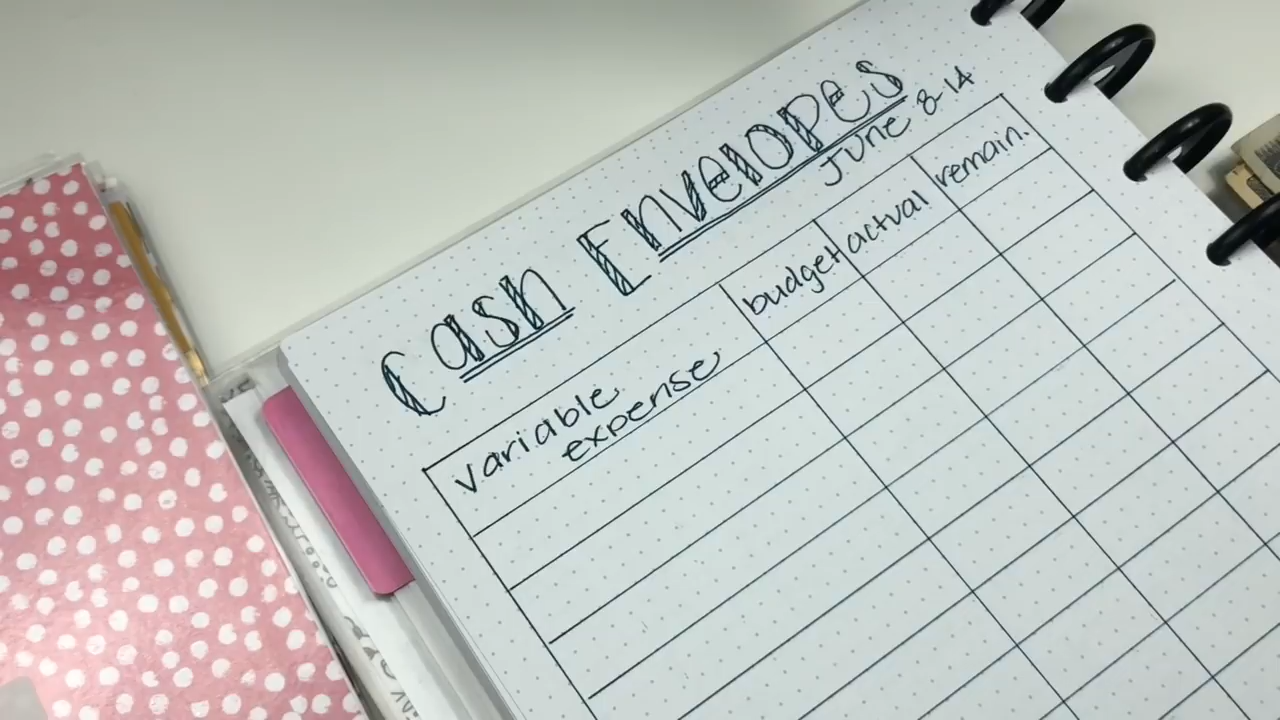 Cash Envelopes
June 8-14
variable expense budget actual remain.